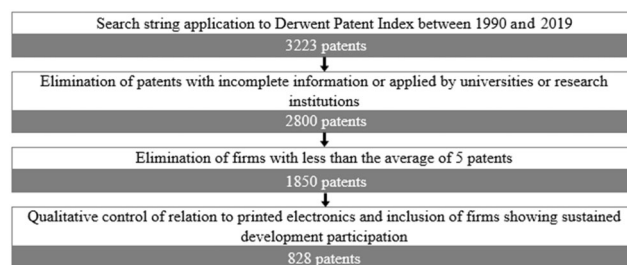 Search string application to Derwent Patent Index between 1990 and 2019
3223 patents
Elimination of patents with incomplete information or applied by universities or research
institutions
2800 patents
Elimination of firms with less than the average of 5 patents
1850 patents
Qualitative control of relation to printed electronics and inclusion of firms showing sustained
development participation
828 patents